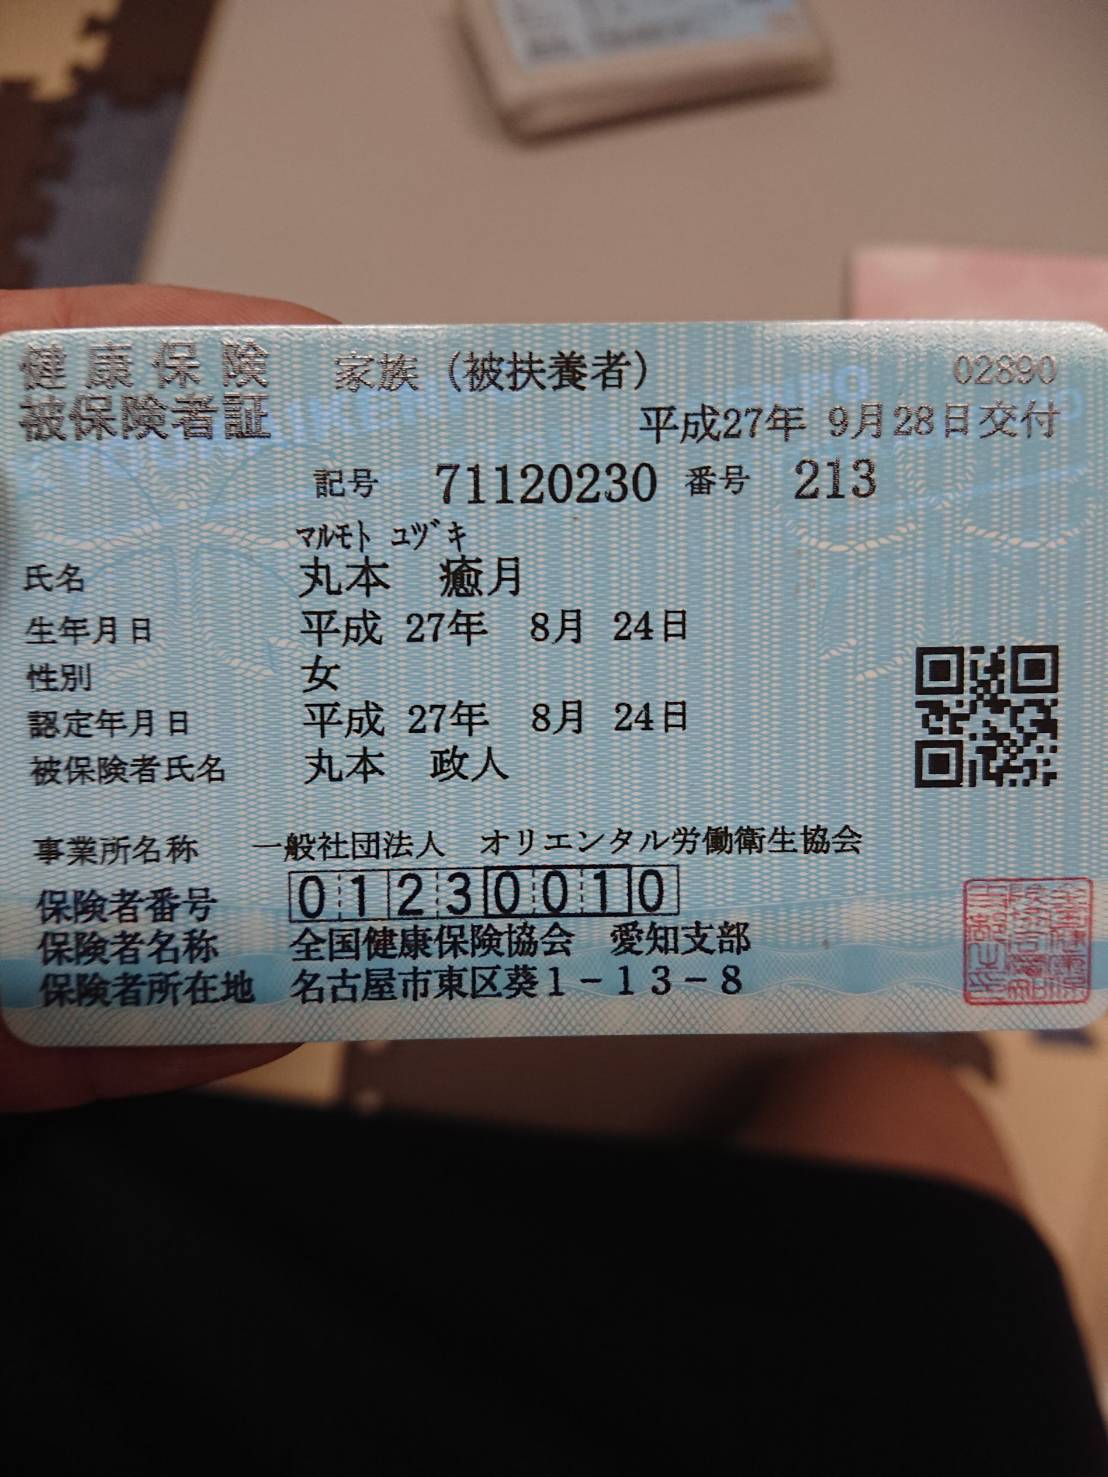 健康保険 家族（被扶養者） 02890
被保険者証 平成27年 9月28日交付
記号 71120230 番号 213
ﾏﾙﾓﾄ ﾕﾂﾞｷ
氏名 丸本 癒月
生年月日 平成 27年 8月 24日
性別 女
認定年月日 平成 27年 8月 24日
被保険者氏名 丸本 政人
事業所名称 一般社団法人 オリエンタル労働衛生協会
保険者番号 01230010
保険者名称 全国健康保険協会 愛知支部
保険者所在地 名古屋市東区葵1-13-8